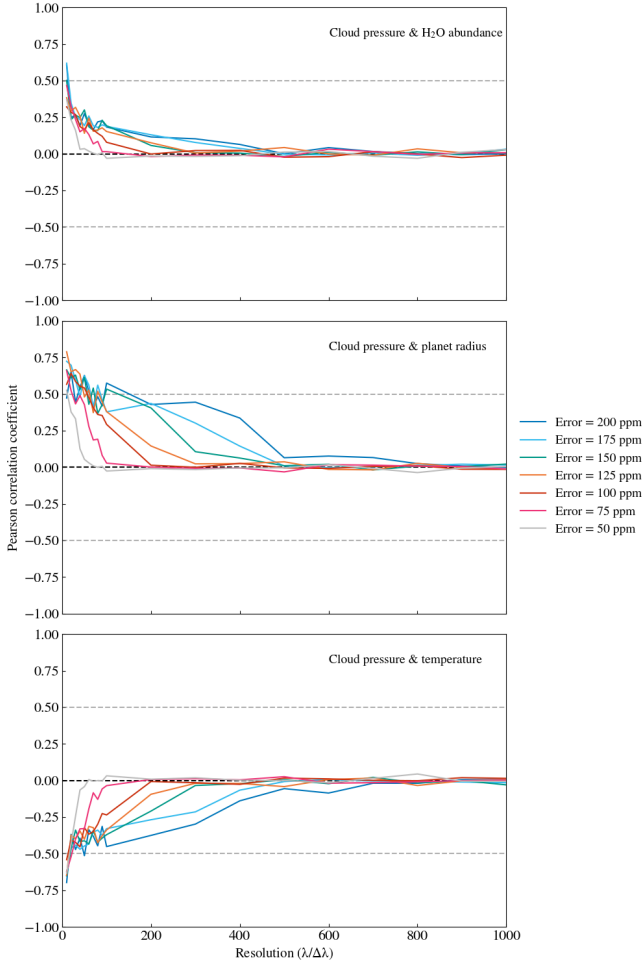 1.00
Cloud pressure & H₂O abundance
0.75
0.50
0.25
0.00
−0.25
−0.50
−0.75
−1.00
1.00
Cloud pressure & planet radius
0.75
0.50
0.25
0.00
−0.25
−0.50
−0.75
−1.00
Pearson correlation coefficient
Error = 200 ppm
Error = 175 ppm
Error = 150 ppm
Error = 125 ppm
Error = 100 ppm
Error = 75 ppm
Error = 50 ppm
1.00
Cloud pressure & temperature
0.75
0.50
0.25
0.00
−0.25
−0.50
−0.75
−1.00
0 200 400 600 800 1000
Resolution (λ/Δλ)